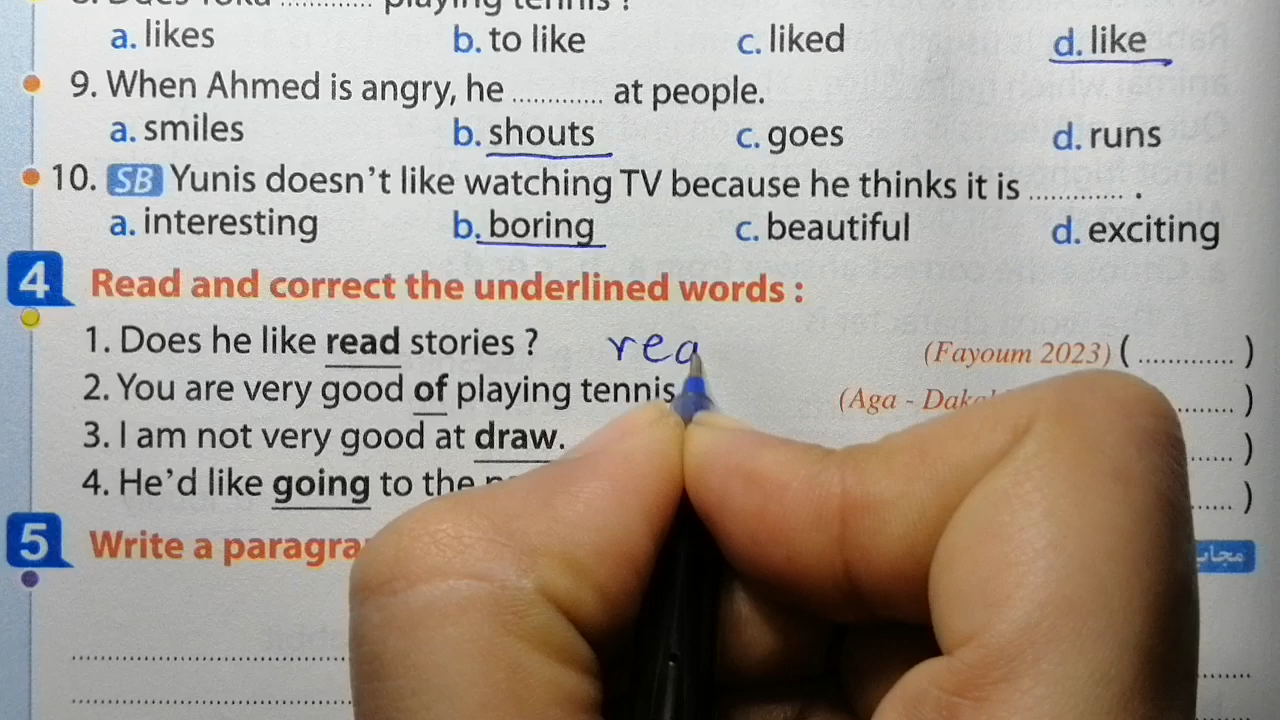 playing tennis ?
a. likes b. to like c. liked d. like
9. When Ahmed is angry, he ............. at people.
a. smiles b. shouts c. goes d. runs
10. SB Yunis doesn't like watching TV because he thinks it is ............. .
a. interesting b. boring c. beautiful d. exciting
4 Read and correct the underlined words :
1. Does he like read stories ? rea (Fayoum 2023) (.............)
2. You are very good of playing tennis (Aga - )
3. I am not very good at draw. )
4. He'd like going to the )
5 Write a